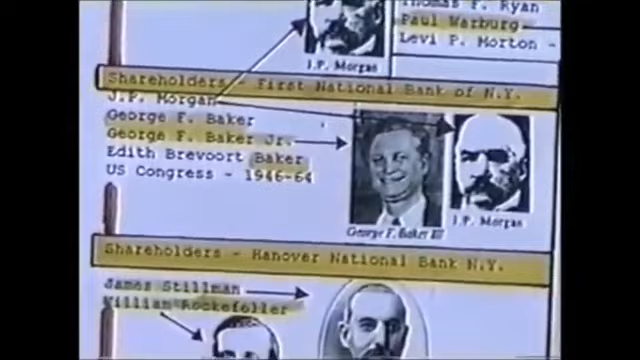 Thomas F. Ryan
Paul Warburg
Levi P. Morton -
J.P. Morgan
Shareholders - First National Bank of N.Y.
J.P. Morgan
George F. Baker
George F. Baker Jr.
Edith Brevoort Baker
US Congress - 1946-64
George F. Baker III
J.P. Morgan
Shareholders - Hanover National Bank N.Y.
James Stillman
William Rockefeller